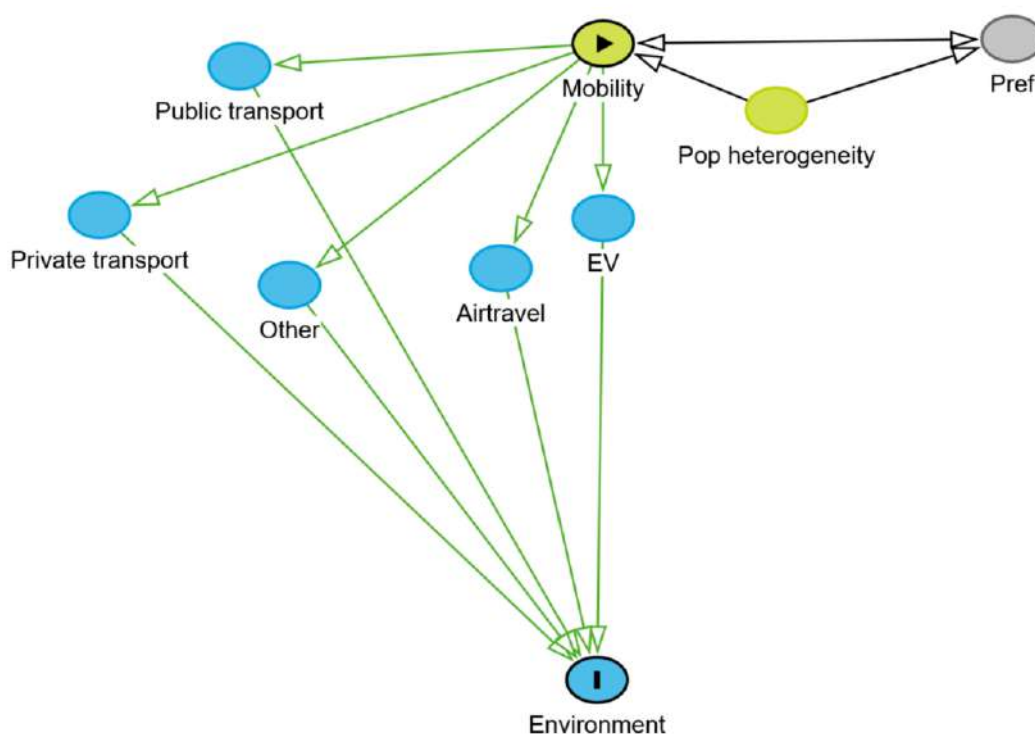 Mobility
Pref
Public transport
Pop heterogeneity
Private transport
EV
Other
Airtravel
Environment